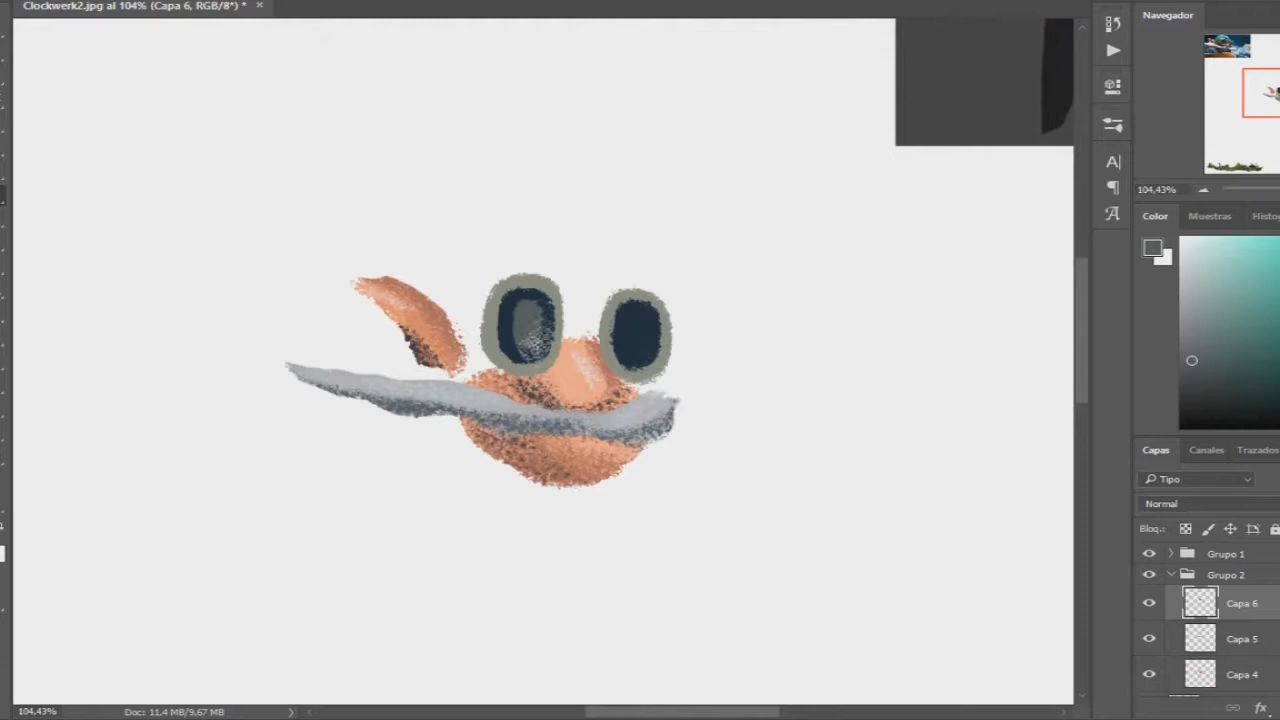 Clockwerk2.jpg al 104% (Capa 6, RGB/8*) * ×
Navegador
104,43%
Color Muestras Histog
Capas Canales Trazados
Tipo
Normal
Bloq.:
Grupo 1
Grupo 2
Capa 6
Capa 5
Capa 4
fx
104,43% Doc: 11,4 MB/9,67 MB